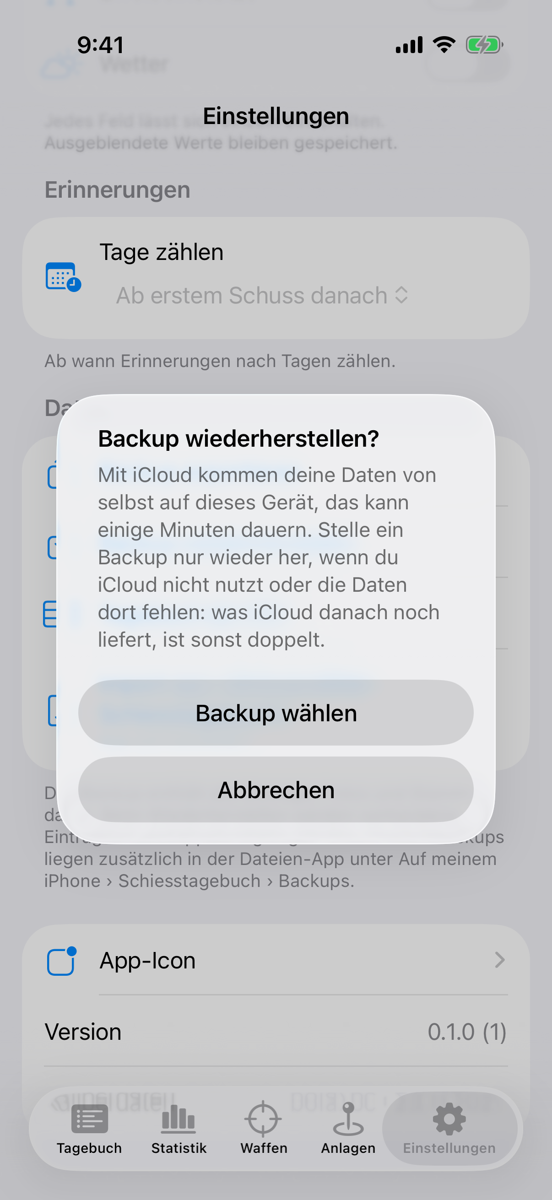 9:41
Wetter
Ausgeblendete Werte bleiben gespeichert.
Einstellungen
Erinnerungen
Tage zählen
Ab erstem Schuss danach
Ab wann Erinnerungen nach Tagen zählen.
Backup wiederherstellen?
Mit iCloud kommen deine Daten von
selbst auf dieses Gerät, das kann
einige Minuten dauern. Stelle ein
Backup nur wieder her, wenn du
iCloud nicht nutzt oder die Daten
dort fehlen: was iCloud danach noch
liefert, ist sonst doppelt.
Backup wählen
Abbrechen
liegen zusätzlich in der Dateien-App unter Auf meinem
iPhone › Schiesstagebuch › Backups.
App-Icon
Version
0.1.0 (1)
Tagebuch
Statistik
Waffen
Anlagen
Einstellungen